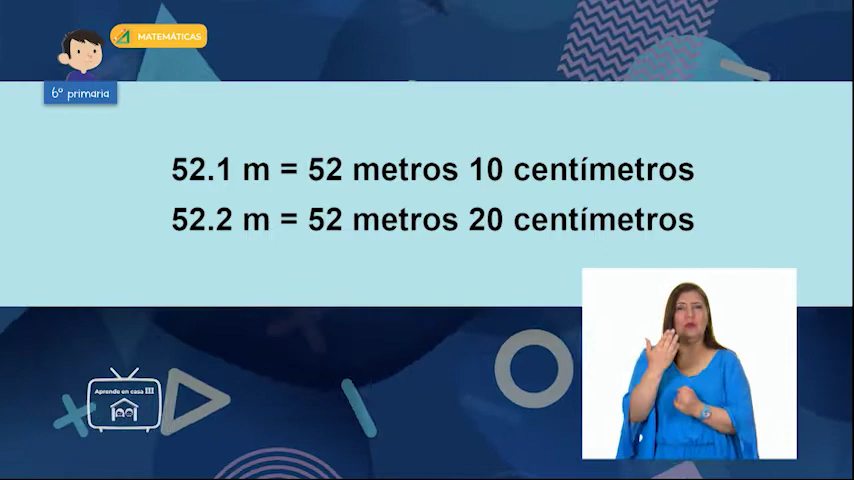 MATEMÁTICAS
6º primaria
52.1 m = 52 metros 10 centímetros
52.2 m = 52 metros 20 centímetros
Aprende en casa III